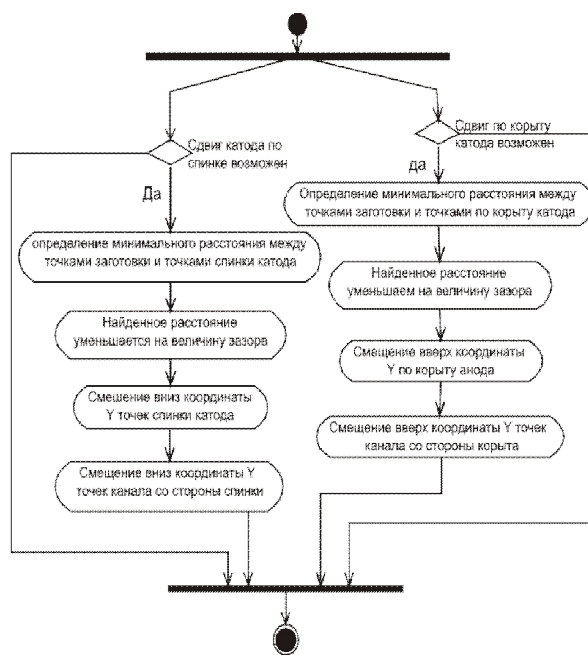 Сдвиг катода по
спинке возможен
Да
определение минимального расстояния между
точками заготовки и точками спинки катода
Найденное расстояние
уменьшается на величину зазора
Смешение вниз координаты
Y точек спинки катода
Смещение вниз координаты Y
точек канала со стороны спинки
Сдвиг по корыту
катода возможен
да
Определение минимального расстояния между
точками заготовки и точками по корыту катода
Найденное расстояние
уменьшаем на величину зазора
Смещение вверх координаты
Y по корыту анода
Смещение вверх координаты Y точек
канала со стороны корыта